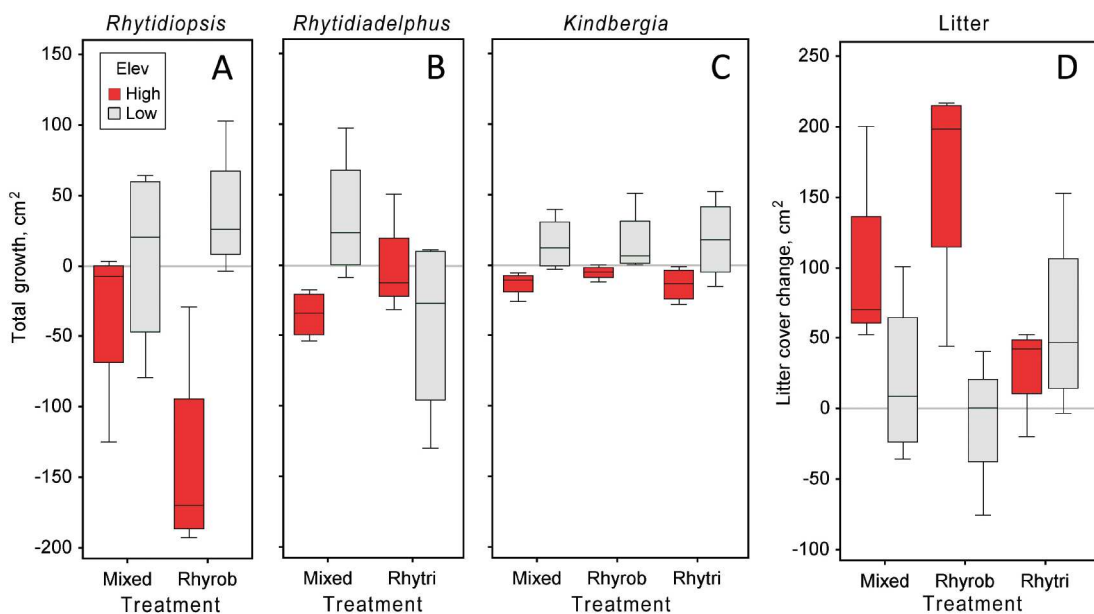 Rhytidiopsis Rhytidiadelphus Kindbergia Litter
A B C D
Elev
High
Low
Total growth, cm²
150
100
50
0
-50
-100
-150
-200
Mixed Rhyrob
Treatment
Mixed Rhytri
Treatment
Mixed Rhyrob Rhytri
Treatment
Litter cover change, cm²
250
200
150
100
50
0
-50
-100
Mixed Rhyrob Rhytri
Treatment